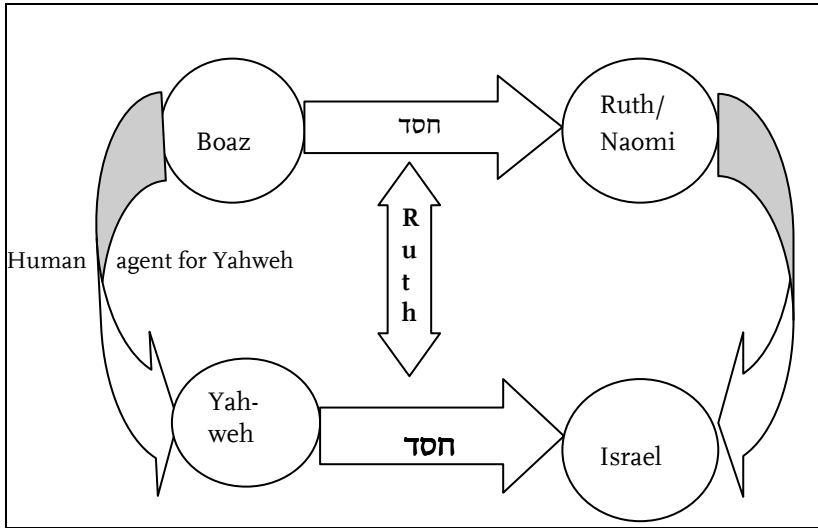 Boaz
חסד
Ruth/
Naomi
R
u
t
h
Human agent for Yahweh
Yah-
weh
חסד
Israel